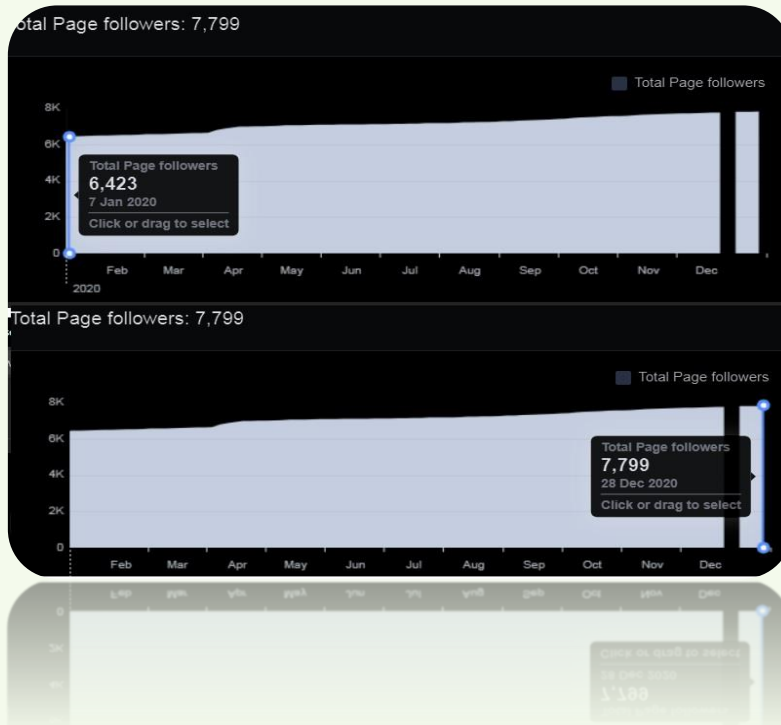 otal Page followers: 7,799
Total Page followers
8K
6K
4K
2K
0
Total Page followers
6,423
7 Jan 2020
Click or drag to select
Feb Mar Apr May Jun Jul Aug Sep Oct Nov Dec
2020
Total Page followers: 7,799
Total Page followers
8K
6K
4K
2K
0
Total Page followers
7,799
28 Dec 2020
Click or drag to select
Feb Mar Apr May Jun Jul Aug Sep Oct Nov Dec